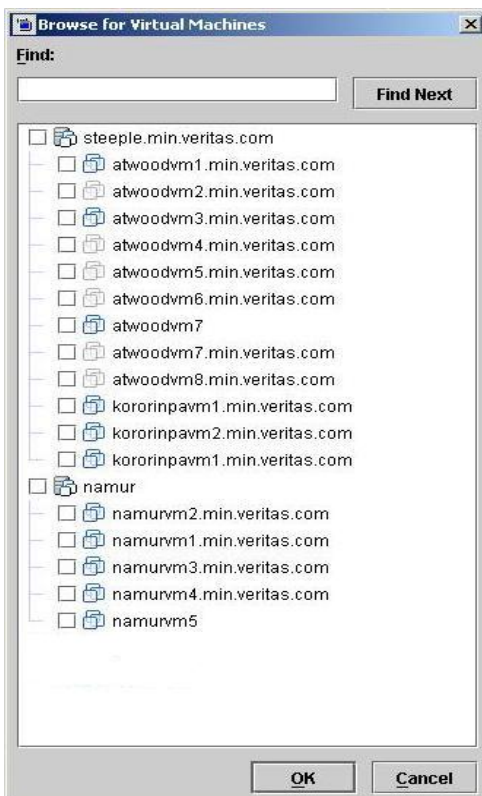 Browse for Virtual Machines
Find:
Find Next
steeple.min.veritas.com
atwoodvm1.min.veritas.com
atwoodvm2.min.veritas.com
atwoodvm3.min.veritas.com
atwoodvm4.min.veritas.com
atwoodvm5.min.veritas.com
atwoodvm6.min.veritas.com
atwoodvm7
atwoodvm7.min.veritas.com
atwoodvm8.min.veritas.com
kororinpavm1.min.veritas.com
kororinpavm2.min.veritas.com
kororinpavm1.min.veritas.com
namur
namurvm2.min.veritas.com
namurvm1.min.veritas.com
namurvm3.min.veritas.com
namurvm4.min.veritas.com
namurvm5
OK Cancel